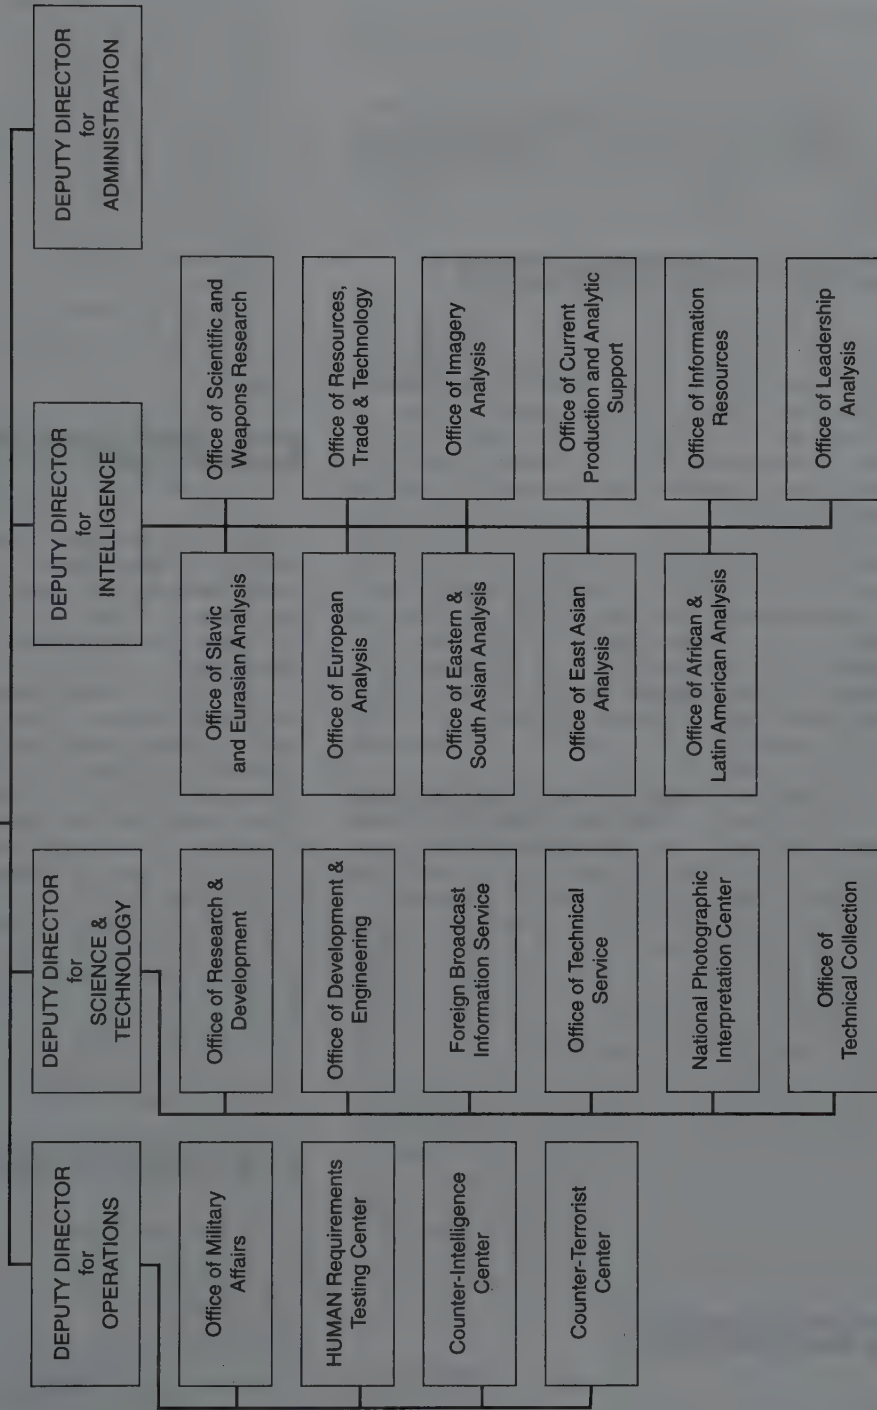 DEPUTY DIRECTOR
for
OPERATIONS
Office of Military
Affairs
HUMAN Requirements
Testing Center
Counter-Intelligence
Center
Counter-Terrorist
Center
DEPUTY DIRECTOR
for
SCIENCE &
TECHNOLOGY
Office of Research &
Development
Office of Development &
Engineering
Foreign Broadcast
Information Service
Office of Technical
Service
National Photographic
Interpretation Center
Office of
Technical Collection
DEPUTY DIRECTOR
for
INTELLIGENCE
Office of Slavic
and Eurasian Analysis
Office of European
Analysis
Office of Eastern &
South Asian Analysis
Office of East Asian
Analysis
Office of African &
Latin American Analysis
Office of Scientific and
Weapons Research
Office of Resources,
Trade & Technology
Office of Imagery
Analysis
Office of Current
Production and Analytic
Support
Office of Information
Resources
Office of Leadership
Analysis
DEPUTY DIRECTOR
for
ADMINISTRATION